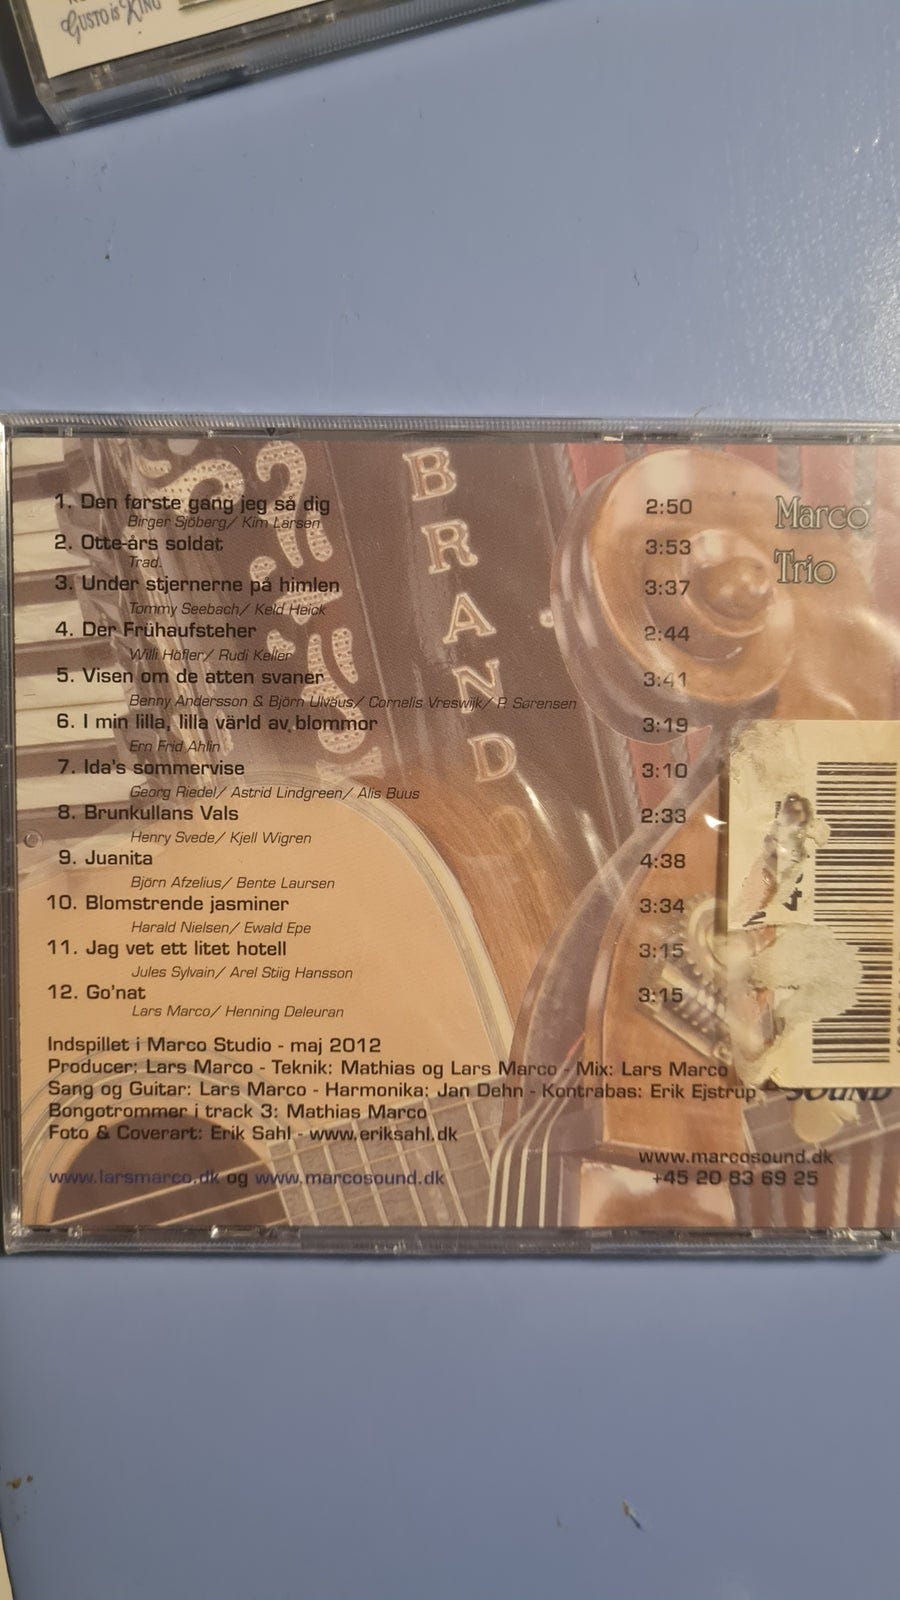 GUSTO is KING
BRAND
Marco
Trio
1. Den første gang jeg så dig 2:50
Birger Sjöberg/ Kim Larsen
2. Otte-års soldat 3:53
Trad.
3. Under stjernerne på himlen 3:37
Tommy Seebach/ Keld Heick
4. Der Frühaufsteher 2:44
Willi Höfler/ Rudi Keller
5. Visen om de atten svaner 3:41
Benny Andersson & Björn Ulväus/ Cornelis Vreswijk/ P. Sørensen
6. I min lilla, lilla värld av blommor 3:19
Ern Frid Ahlin
7. Ida's sommervise 3:10
Georg Riedel/ Astrid Lindgreen/ Alis Buus
8. Brunkullans Vals 2:33
Henry Svede/ Kjell Wigren
9. Juanita 4:38
Björn Afzelius/ Bente Laursen
10. Blomstrende jasminer 3:34
Harald Nielsen/ Ewald Epe
11. Jag vet ett litet hotell 3:15
Jules Sylvain/ Arel Stiig Hansson
12. Go'nat 3:15
Lars Marco/ Henning Deleuran
Indspillet i Marco Studio - maj 2012
Producer: Lars Marco - Teknik: Mathias og Lars Marco - Mix: Lars Marco
Sang og Guitar: Lars Marco - Harmonika: Jan Dehn - Kontrabas: Erik Ejstrup
Bongotrommer i track 3: Mathias Marco
Foto & Coverart: Erik Sahl - www.eriksahl.dk
www.larsmarco.dk og www.marcosound.dk
SOUND
www.marcosound.dk
+45 20 83 69 25